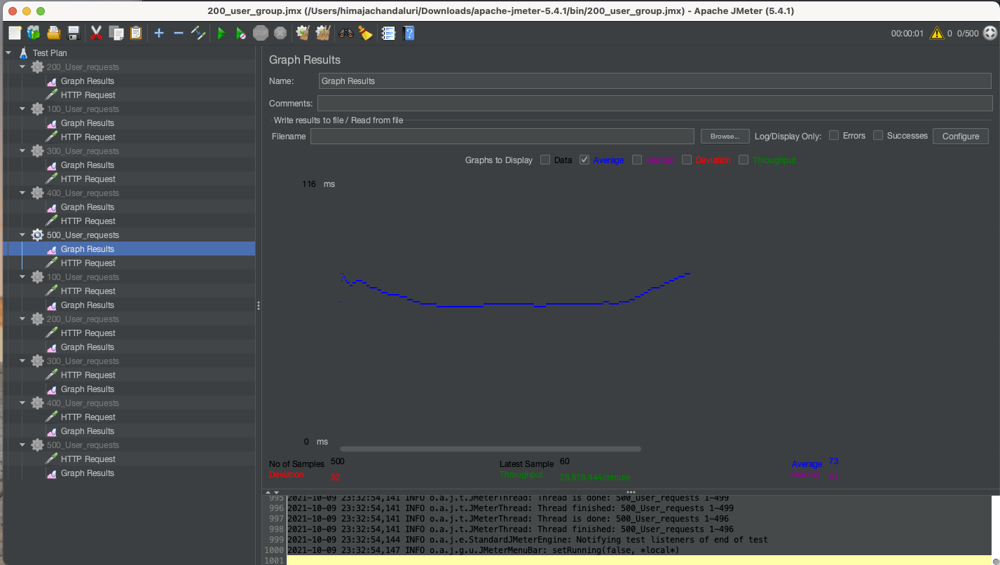 200_user_group.jmx (/Users/himajachandaluri/Downloads/apache-jmeter-5.4.1/bin/200_user_group.jmx) - Apache JMeter (5.4.1)
STOP
00:00:01 0 0/500
Test Plan
200_User_requests
Graph Results
HTTP Request
100_User_requests
Graph Results
HTTP Request
300_User_requests
Graph Results
HTTP Request
400_User_requests
Graph Results
HTTP Request
500_User_requests
Graph Results
HTTP Request
100_User_requests
HTTP Request
Graph Results
200_User_requests
HTTP Request
Graph Results
300_User_requests
HTTP Request
Graph Results
400_User_requests
HTTP Request
Graph Results
500_User_requests
HTTP Request
Graph Results
Graph Results
Name: Graph Results
Comments:
Write results to file / Read from file
Filename Browse... Log/Display Only: Errors Successes Configure
Graphs to Display Data Average Median Deviation Throughput
116 ms
0 ms
No of Samples 500 Latest Sample 60 Average 73
Deviation 32 Throughput 28,818.444/minute Median
995 2021-10-09 23:32:54,141 INFO o.a.j.t.JMeterThread: Thread is done: 500_User_requests 1-499
996 2021-10-09 23:32:54,141 INFO o.a.j.t.JMeterThread: Thread finished: 500_User_requests 1-499
997 2021-10-09 23:32:54,141 INFO o.a.j.t.JMeterThread: Thread is done: 500_User_requests 1-496
998 2021-10-09 23:32:54,141 INFO o.a.j.t.JMeterThread: Thread finished: 500_User_requests 1-496
999 2021-10-09 23:32:54,144 INFO o.a.j.e.StandardJMeterEngine: Notifying test listeners of end of test
1000 2021-10-09 23:32:54,147 INFO o.a.j.g.u.JMeterMenuBar: setRunning(false, *local*)
1001